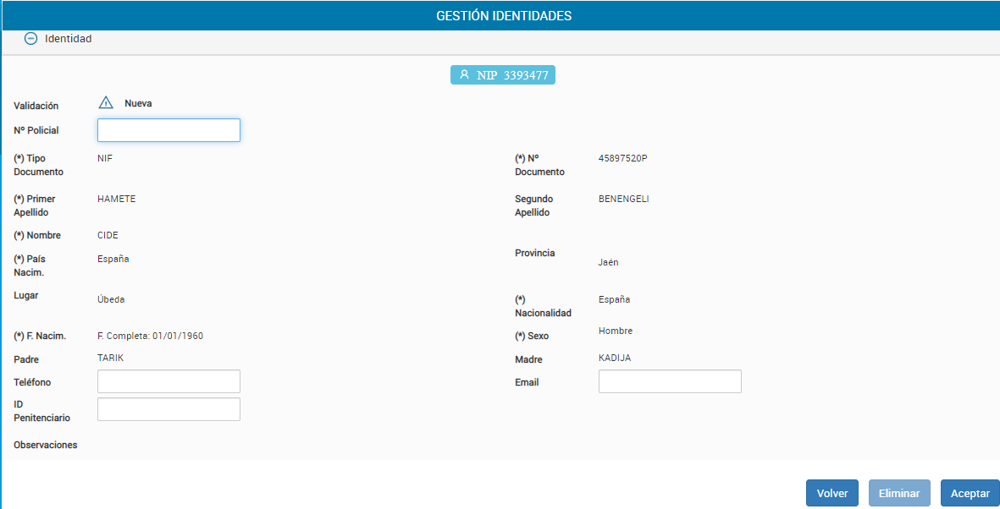 GESTIÓN IDENTIDADES
Identidad
NIP 3393477
Validación Nueva
Nº Policial
(*) Tipo Documento NIF (*) Nº Documento 45897520P
(*) Primer Apellido HAMETE Segundo Apellido BENENGELI
(*) Nombre CIDE
(*) País Nacim. España Provincia Jaén
Lugar Úbeda (*) Nacionalidad España
(*) F. Nacim. F. Completa: 01/01/1960 (*) Sexo Hombre
Padre TARIK Madre KADIJA
Teléfono Email
ID Penitenciario
Observaciones
Volver Eliminar Aceptar